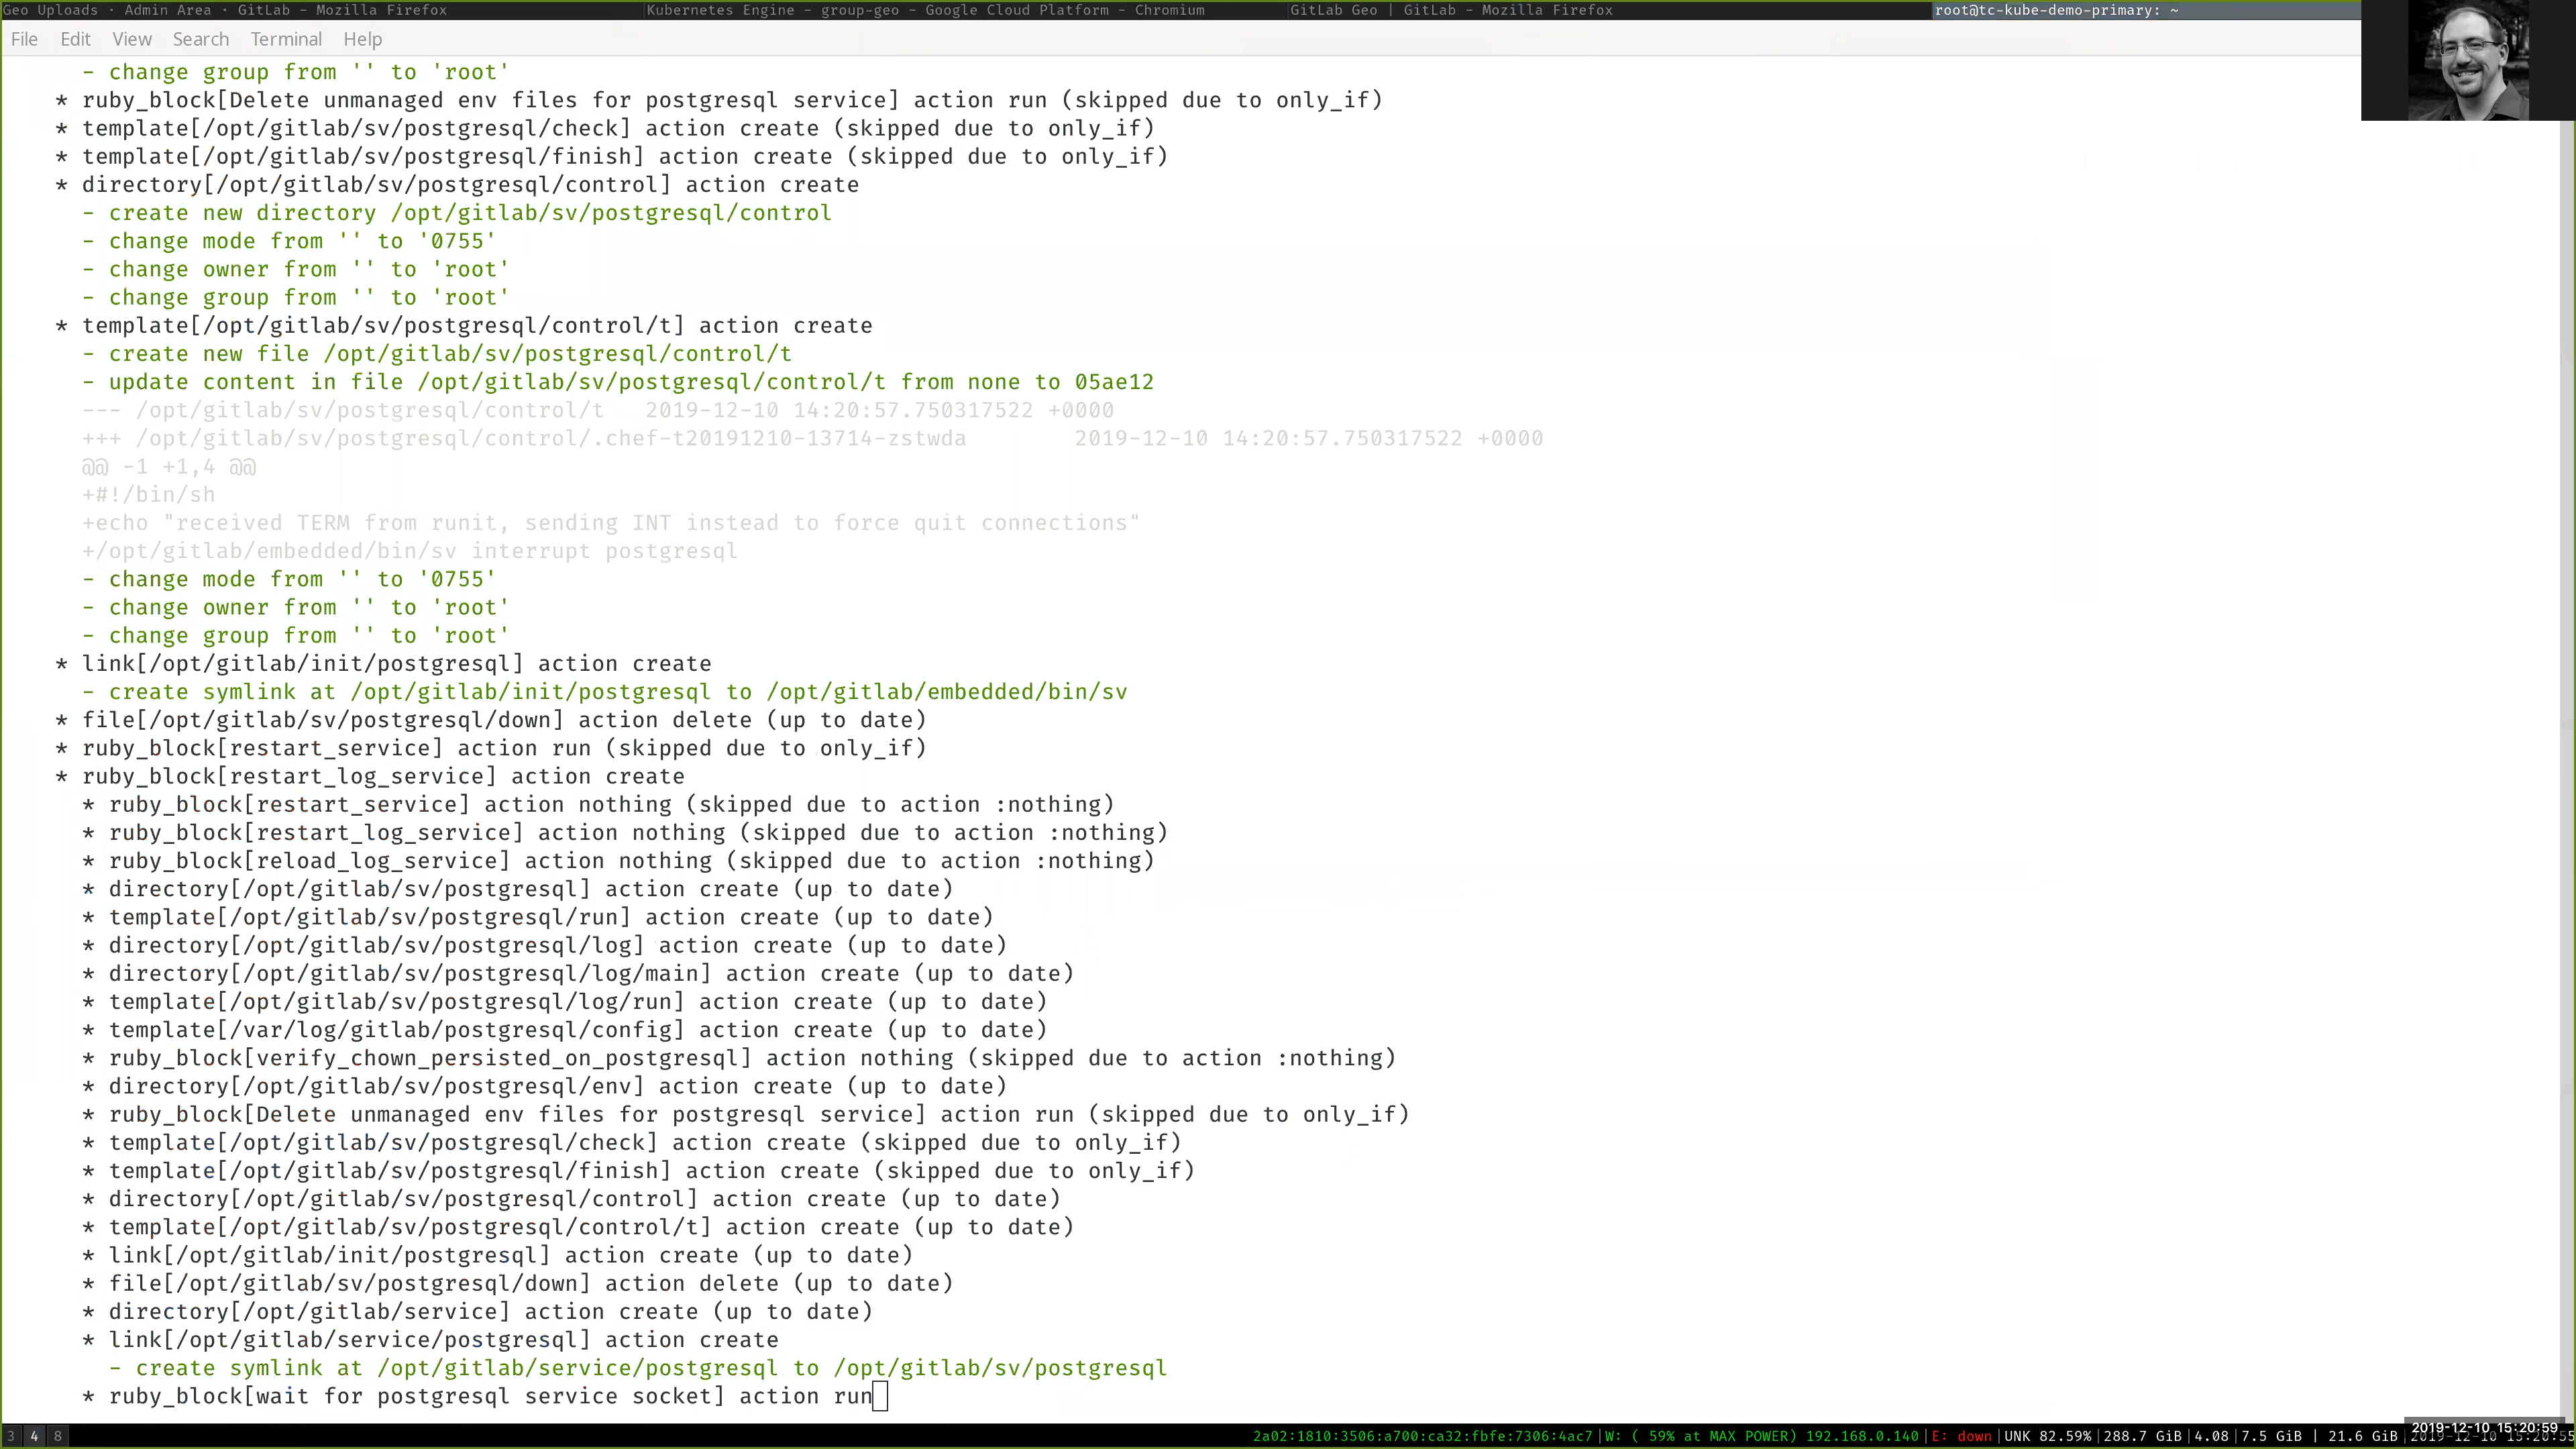 Geo Uploads · Admin Area · GitLab - Mozilla Firefox
Kubernetes Engine - group-geo - Google Cloud Platform - Chromium
GitLab Geo | GitLab - Mozilla Firefox
root@tc-kube-demo-primary: ~
File Edit View Search Terminal Help
- change group from '' to 'root'
* ruby_block[Delete unmanaged env files for postgresql service] action run (skipped due to only_if)
* template[/opt/gitlab/sv/postgresql/check] action create (skipped due to only_if)
* template[/opt/gitlab/sv/postgresql/finish] action create (skipped due to only_if)
* directory[/opt/gitlab/sv/postgresql/control] action create
- create new directory /opt/gitlab/sv/postgresql/control
- change mode from '' to '0755'
- change owner from '' to 'root'
- change group from '' to 'root'
* template[/opt/gitlab/sv/postgresql/control/t] action create
- create new file /opt/gitlab/sv/postgresql/control/t
- update content in file /opt/gitlab/sv/postgresql/control/t from none to 05ae12
--- /opt/gitlab/sv/postgresql/control/t 2019-12-10 14:20:57.750317522 +0000
+++ /opt/gitlab/sv/postgresql/control/.chef-t20191210-13714-zstwda 2019-12-10 14:20:57.750317522 +0000
@@ -1 +1,4 @@
+#!/bin/sh
+echo "received TERM from runit, sending INT instead to force quit connections"
+/opt/gitlab/embedded/bin/sv interrupt postgresql
- change mode from '' to '0755'
- change owner from '' to 'root'
- change group from '' to 'root'
* link[/opt/gitlab/init/postgresql] action create
- create symlink at /opt/gitlab/init/postgresql to /opt/gitlab/embedded/bin/sv
* file[/opt/gitlab/sv/postgresql/down] action delete (up to date)
* ruby_block[restart_service] action run (skipped due to only_if)
* ruby_block[restart_log_service] action create
* ruby_block[restart_service] action nothing (skipped due to action :nothing)
* ruby_block[restart_log_service] action nothing (skipped due to action :nothing)
* ruby_block[reload_log_service] action nothing (skipped due to action :nothing)
* directory[/opt/gitlab/sv/postgresql] action create (up to date)
* template[/opt/gitlab/sv/postgresql/run] action create (up to date)
* directory[/opt/gitlab/sv/postgresql/log] action create (up to date)
* directory[/opt/gitlab/sv/postgresql/log/main] action create (up to date)
* template[/opt/gitlab/sv/postgresql/log/run] action create (up to date)
* template[/var/log/gitlab/postgresql/config] action create (up to date)
* ruby_block[verify_chown_persisted_on_postgresql] action nothing (skipped due to action :nothing)
* directory[/opt/gitlab/sv/postgresql/env] action create (up to date)
* ruby_block[Delete unmanaged env files for postgresql service] action run (skipped due to only_if)
* template[/opt/gitlab/sv/postgresql/check] action create (skipped due to only_if)
* template[/opt/gitlab/sv/postgresql/finish] action create (skipped due to only_if)
* directory[/opt/gitlab/sv/postgresql/control] action create (up to date)
* template[/opt/gitlab/sv/postgresql/control/t] action create (up to date)
* link[/opt/gitlab/init/postgresql] action create (up to date)
* file[/opt/gitlab/sv/postgresql/down] action delete (up to date)
* directory[/opt/gitlab/service] action create (up to date)
* link[/opt/gitlab/service/postgresql] action create
- create symlink at /opt/gitlab/service/postgresql to /opt/gitlab/sv/postgresql
* ruby_block[wait for postgresql service socket] action run
3 4 8
2a02:1810:3506:a700:ca32:fbfe:7306:4ac7|W: ( 59% at MAX POWER) 192.168.0.140|E: down|UNK 82.59%|288.7 GiB|4.08|7.5 GiB | 21.6 GiB
2019-12-10 15:20:59